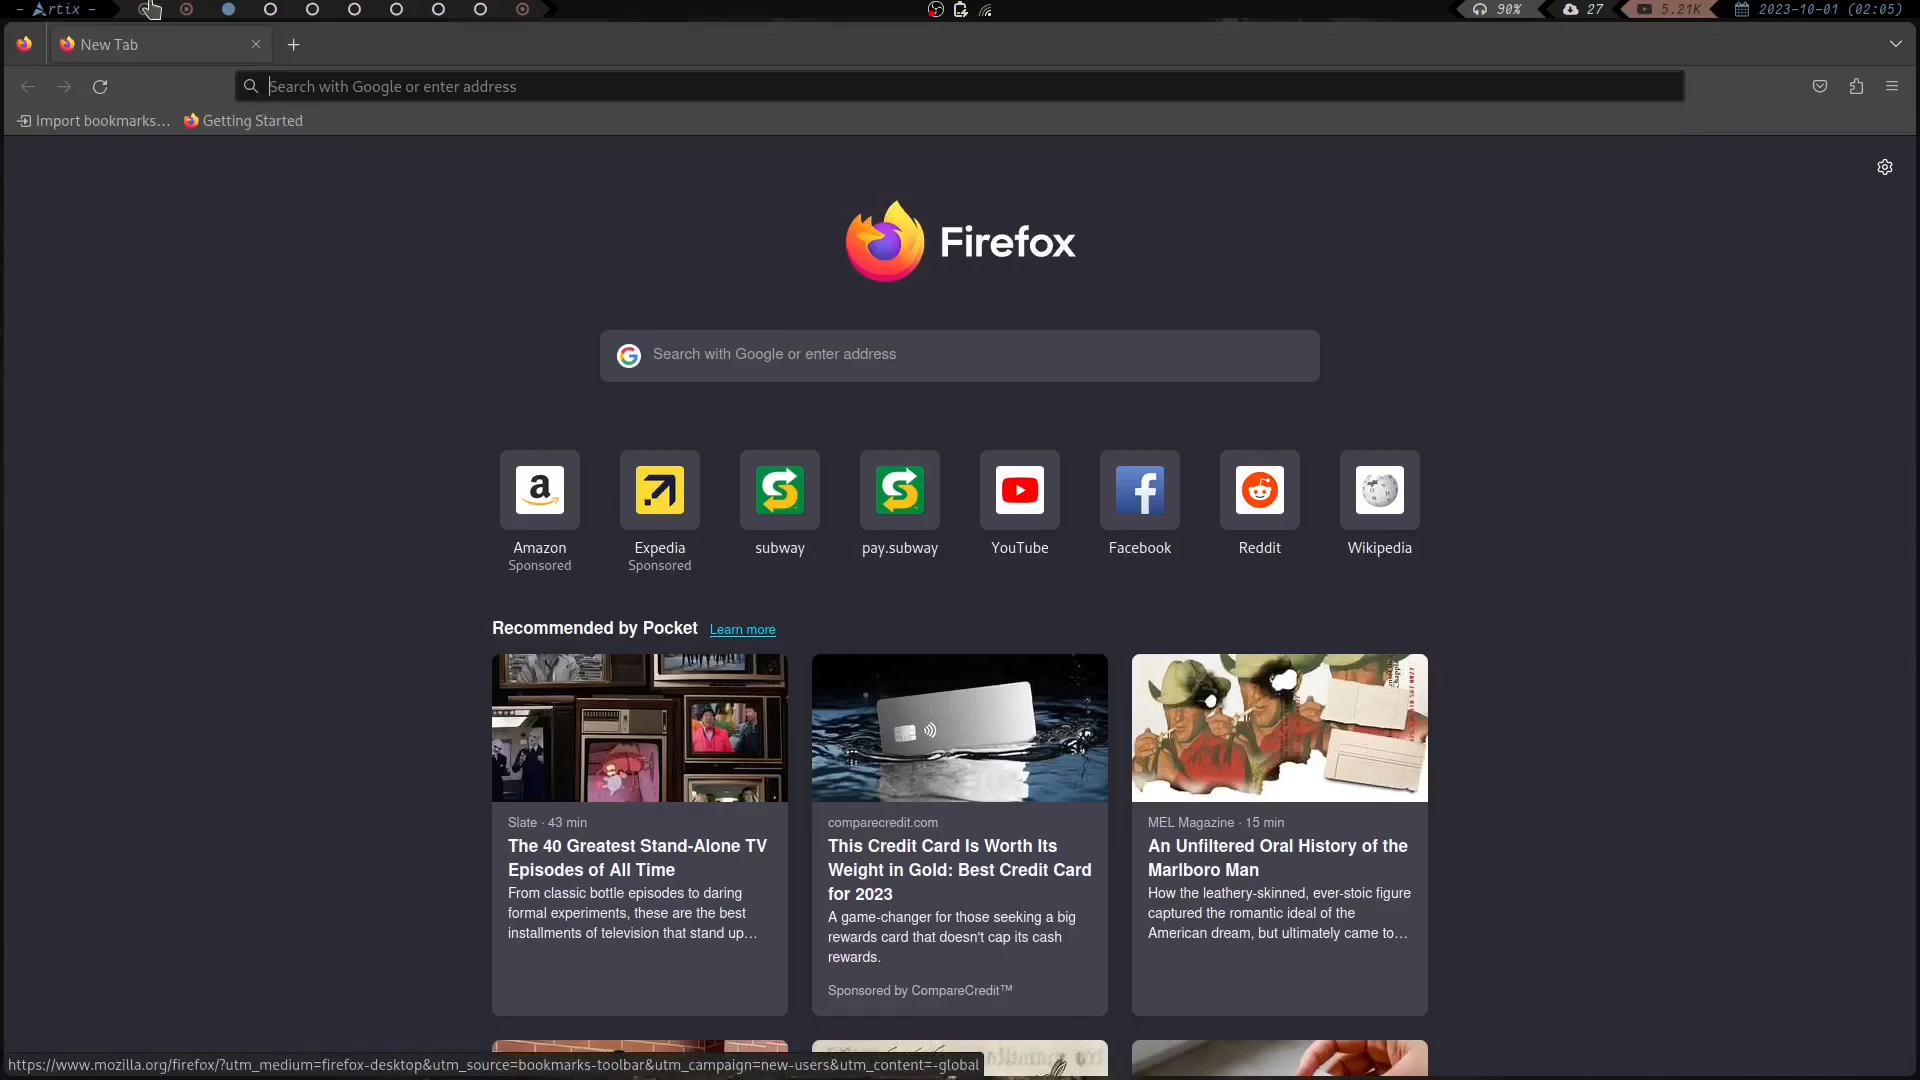 - Artix -
90%
27
5.21K
2023-10-01 (02:05)
New Tab
Search with Google or enter address
Import bookmarks…
Getting Started
Firefox
Search with Google or enter address
Amazon
Sponsored
Expedia
Sponsored
subway
pay.subway
YouTube
Facebook
Reddit
Wikipedia
Recommended by Pocket
Learn more
Slate · 43 min
The 40 Greatest Stand-Alone TV
Episodes of All Time
From classic bottle episodes to daring
formal experiments, these are the best
installments of television that stand up…
comparecredit.com
This Credit Card Is Worth Its
Weight in Gold: Best Credit Card
for 2023
A game-changer for those seeking a big
rewards card that doesn't cap its cash
rewards.
Sponsored by CompareCredit™
MEL Magazine · 15 min
An Unfiltered Oral History of the
Marlboro Man
How the leathery-skinned, ever-stoic figure
captured the romantic ideal of the
American dream, but ultimately came to…
https://www.mozilla.org/firefox/?utm_medium=firefox-desktop&utm_source=bookmarks-toolbar&utm_campaign=new-users&utm_content=-global